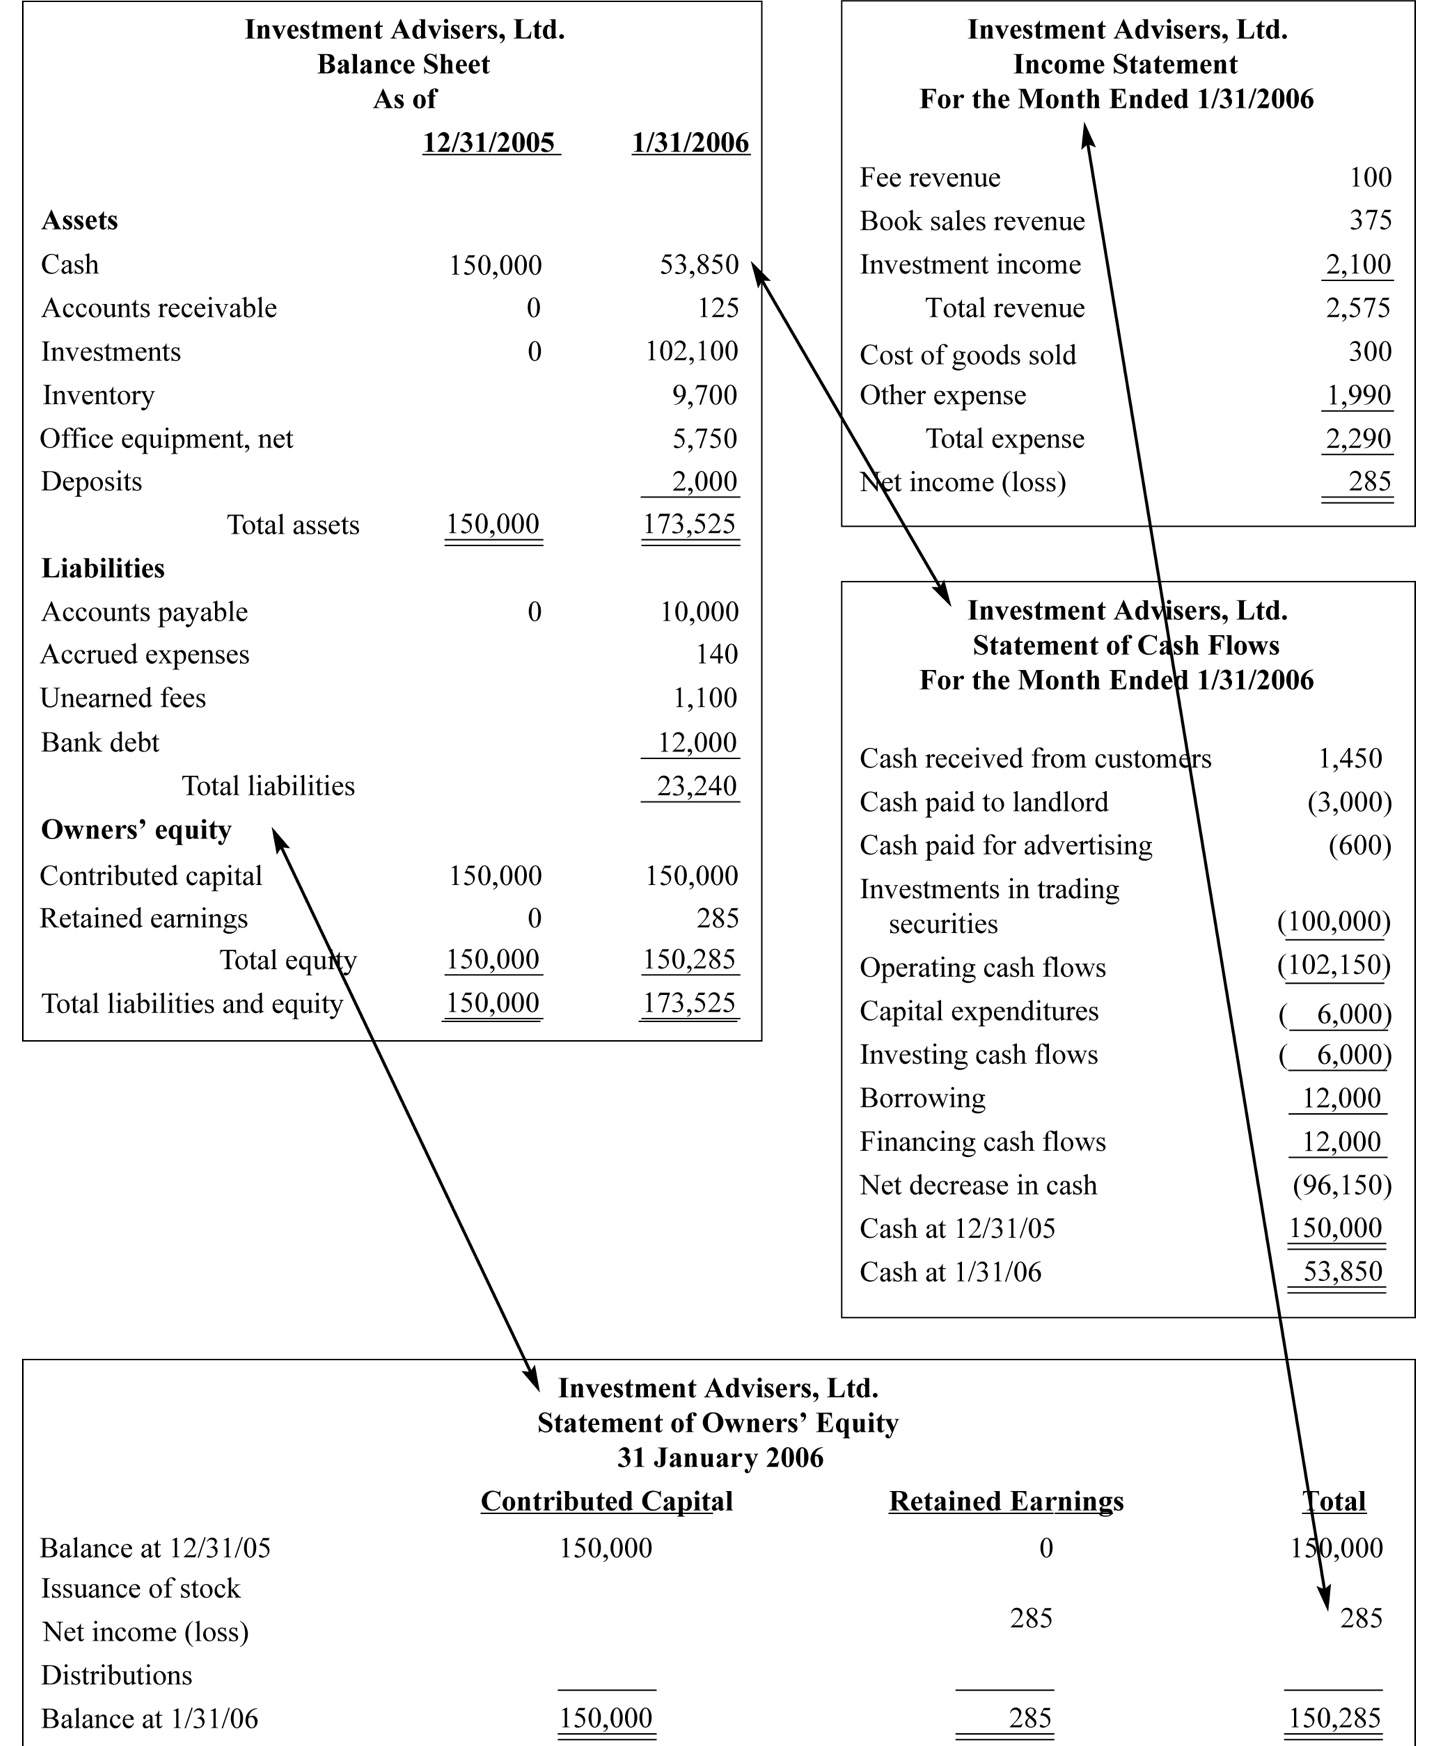 Investment Advisers, Ltd.
Balance Sheet
As of
12/31/2005 1/31/2006
Assets
Cash 150,000 53,850
Accounts receivable 0 125
Investments 0 102,100
Inventory 9,700
Office equipment, net 5,750
Deposits 2,000
Total assets 150,000 173,525
Liabilities
Accounts payable 0 10,000
Accrued expenses 140
Unearned fees 1,100
Bank debt 12,000
Total liabilities 23,240
Owners’ equity
Contributed capital 150,000 150,000
Retained earnings 0 285
Total equity 150,000 150,285
Total liabilities and equity 150,000 173,525
Investment Advisers, Ltd.
Income Statement
For the Month Ended 1/31/2006
Fee revenue 100
Book sales revenue 375
Investment income 2,100
Total revenue 2,575
Cost of goods sold 300
Other expense 1,990
Total expense 2,290
Net income (loss) 285
Investment Advisers, Ltd.
Statement of Cash Flows
For the Month Ended 1/31/2006
Cash received from customers 1,450
Cash paid to landlord (3,000)
Cash paid for advertising (600)
Investments in trading
securities (100,000)
Operating cash flows (102,150)
Capital expenditures ( 6,000)
Investing cash flows ( 6,000)
Borrowing 12,000
Financing cash flows 12,000
Net decrease in cash (96,150)
Cash at 12/31/05 150,000
Cash at 1/31/06 53,850
Investment Advisers, Ltd.
Statement of Owners’ Equity
31 January 2006
Contributed Capital Retained Earnings Total
Balance at 12/31/05 150,000 0 150,000
Issuance of stock
Net income (loss) 285 285
Distributions
Balance at 1/31/06 150,000 285 150,285